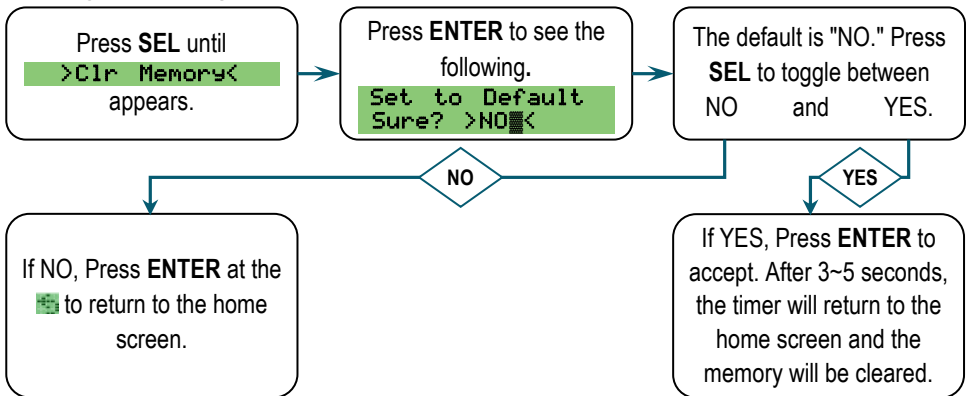 Press SEL until
>Clr Memory<
appears.
Press ENTER to see the
following.
Set to Default
Sure? >NO▓<
The default is "NO." Press
SEL to toggle between
NO and YES.
NO
YES
If NO, Press ENTER at the
to return to the home
screen.
If YES, Press ENTER to
accept. After 3~5 seconds,
the timer will return to the
home screen and the
memory will be cleared.